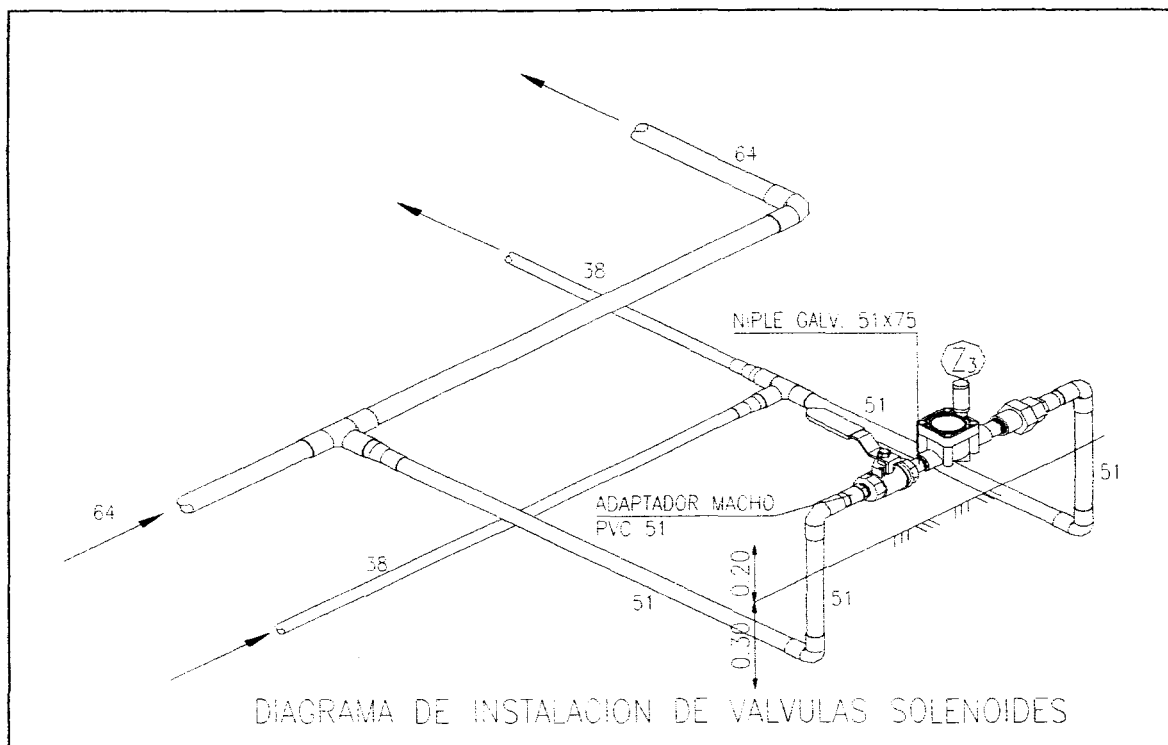 64
38
NIPLE GALV. 51X75
Z3
51
51
64
ADAPTADOR MACHO
PVC 51
38
0.20
51
51
0.30
DIAGRAMA DE INSTALACION DE VALVULAS SOLENOIDES